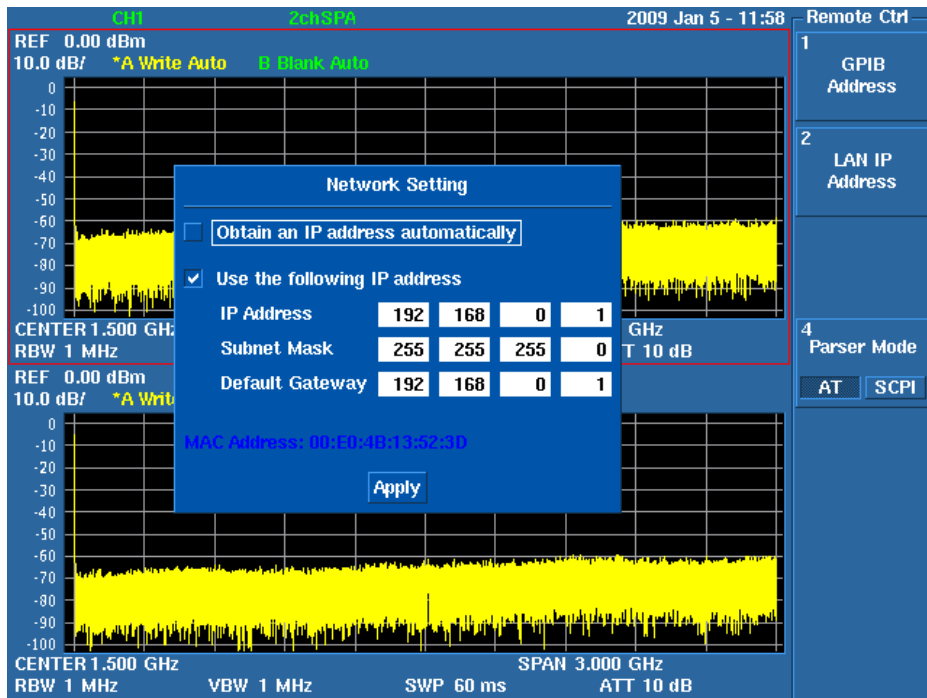 CH1 2chSPA 2009 Jan 5 - 11:58 Remote Ctrl
REF 0.00 dBm
10.0 dB/ *A Write Auto B Blank Auto
0
-10
-20
-30
-40
-50
-60
-70
-80
-90
-100
CENTER 1.500 GHz GHz
RBW 1 MHz T 10 dB
Network Setting
Obtain an IP address automatically
Use the following IP address
IP Address 192 168 0 1
Subnet Mask 255 255 255 0
Default Gateway 192 168 0 1
MAC Address: 00:E0:4B:13:52:3D
Apply
REF 0.00 dBm
10.0 dB/ *A Writ
0
-10
-20
-30
-40
-50
-60
-70
-80
-90
-100
CENTER 1.500 GHz SPAN 3.000 GHz
RBW 1 MHz VBW 1 MHz SWP 60 ms ATT 10 dB
1
GPIB
Address
2
LAN IP
Address
4
Parser Mode
AT SCPI